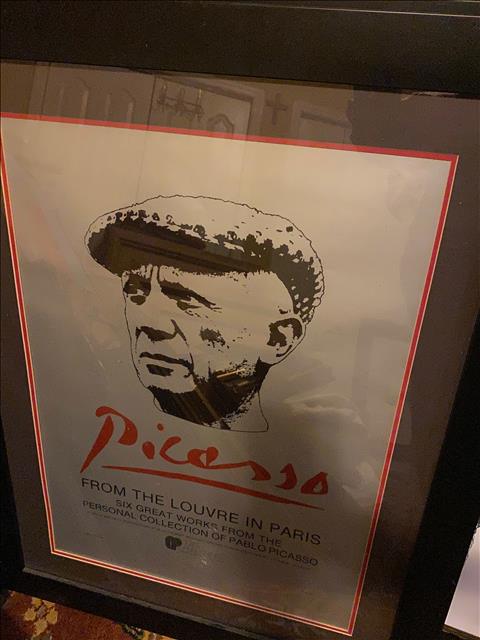 Picasso
FROM THE LOUVRE IN PARIS
SIX GREAT WORKS FROM THE
PERSONAL COLLECTION OF PABLO PICASSO